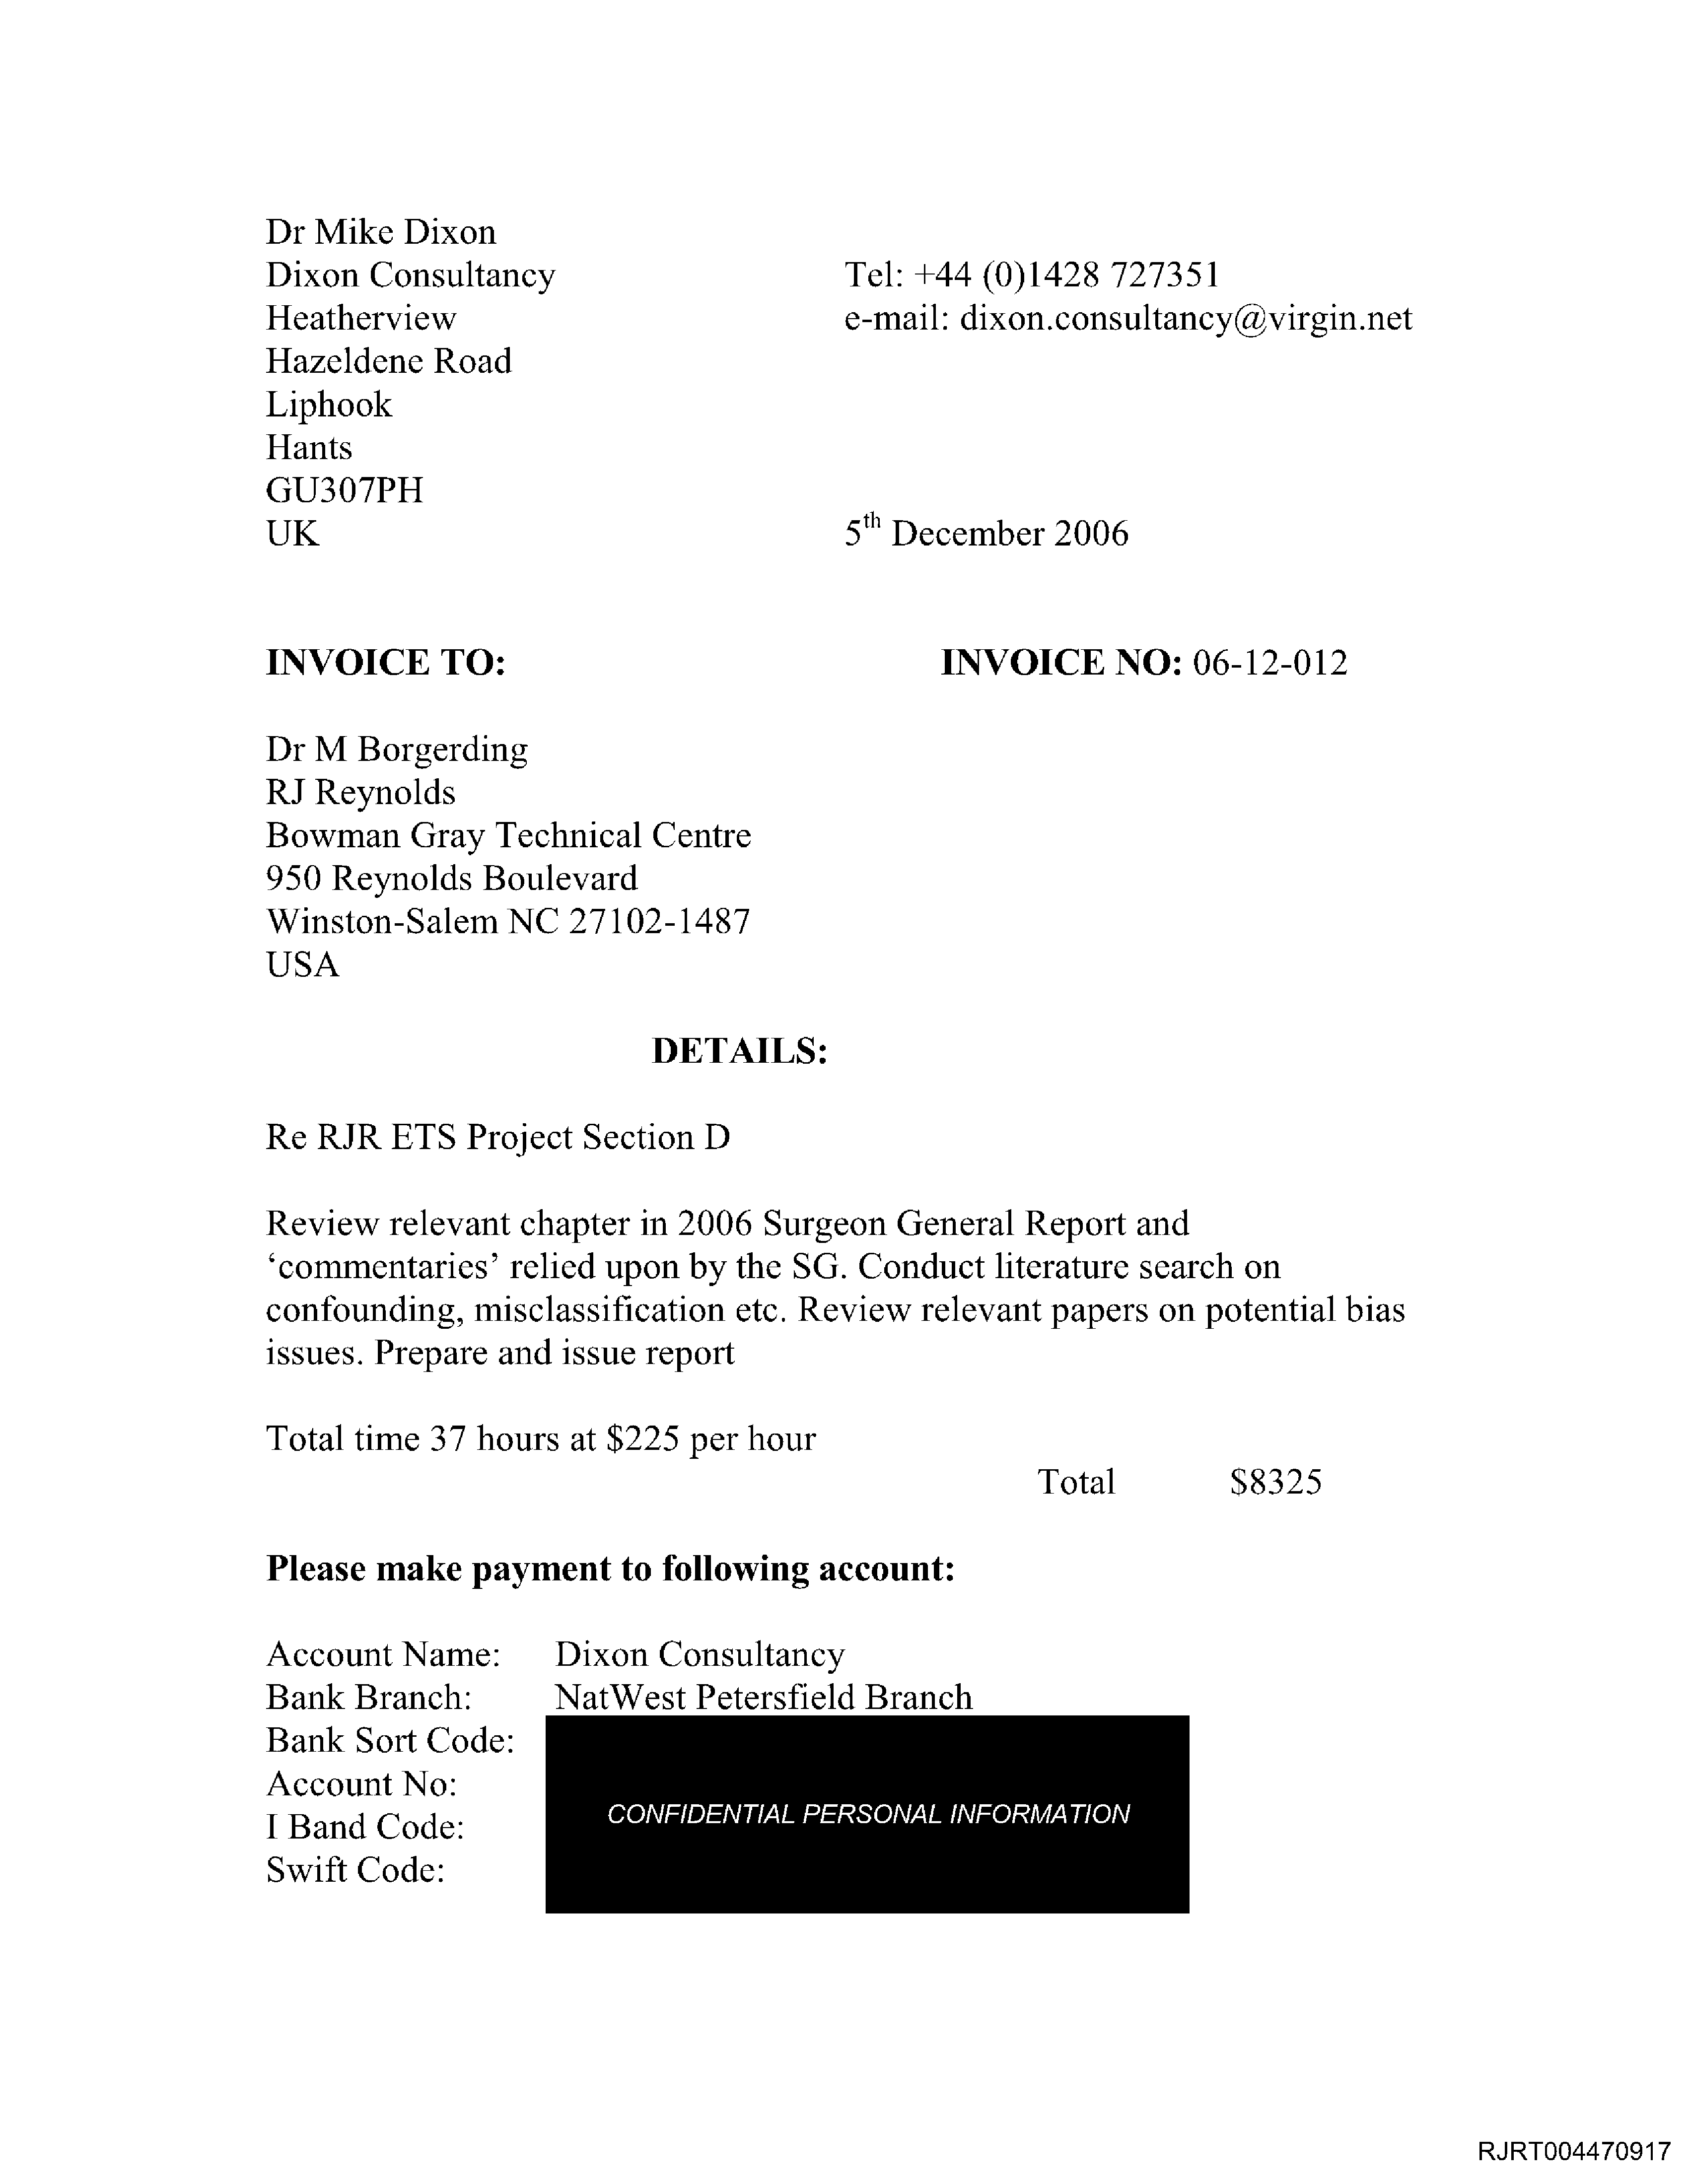 Dr Mike Dixon
Dixon Consultancy Tel: +44 (0)1428 727351
Heatherview e-mail: dixon.consultancy@virgin.net
Hazeldene Road
Liphook
Hants
GU307PH
UK 5th December 2006
INVOICE TO: INVOICE NO: 06-12-012
Dr M Borgerding
RJ Reynolds
Bowman Gray Technical Centre
950 Reynolds Boulevard
Winston-Salem NC 27102-1487
USA
DETAILS:
Re RJR ETS Project Section D
Review relevant chapter in 2006 Surgeon General Report and
‘commentaries’ relied upon by the SG. Conduct literature search on
confounding, misclassification etc. Review relevant papers on potential bias
issues. Prepare and issue report
Total time 37 hours at $225 per hour
Total $8325
Please make payment to following account:
Account Name: Dixon Consultancy
Bank Branch: NatWest Petersfield Branch
Bank Sort Code:
Account No:
CONFIDENTIAL PERSONAL INFORMATION
I Band Code:
Swift Code:
RJRT004470917